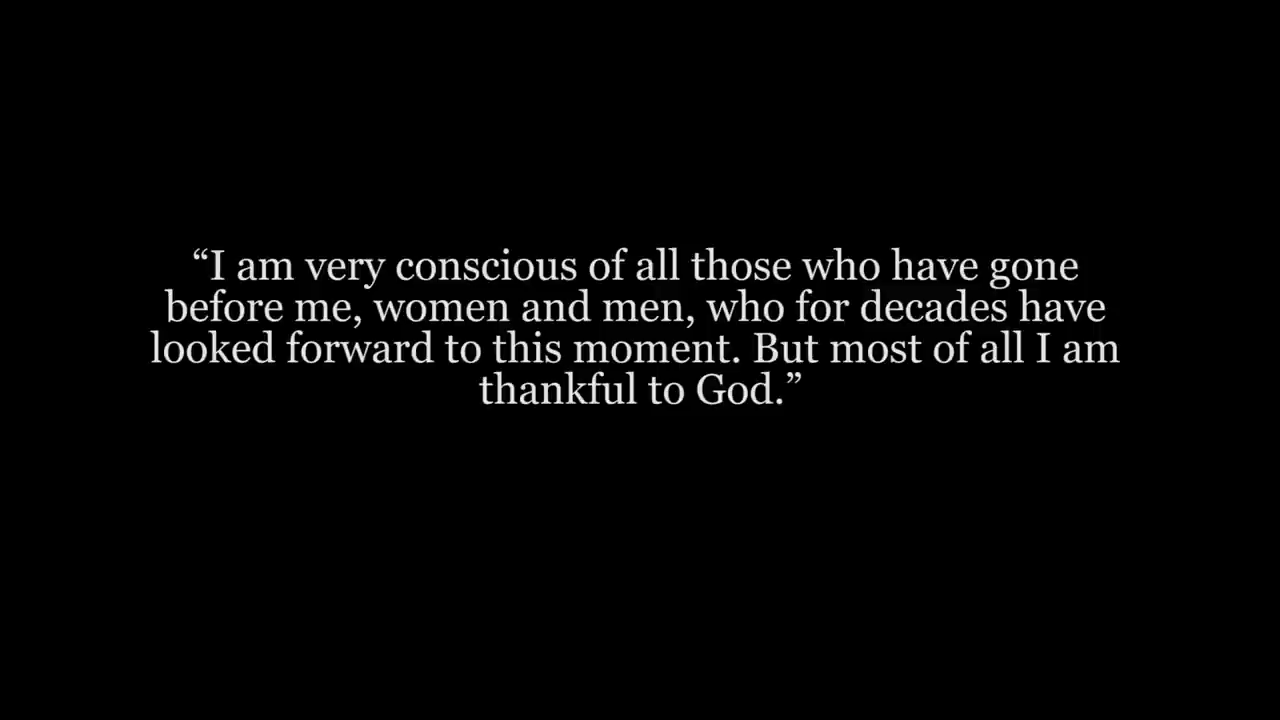 “I am very conscious of all those who have gone
before me, women and men, who for decades have
looked forward to this moment. But most of all I am
thankful to God.”